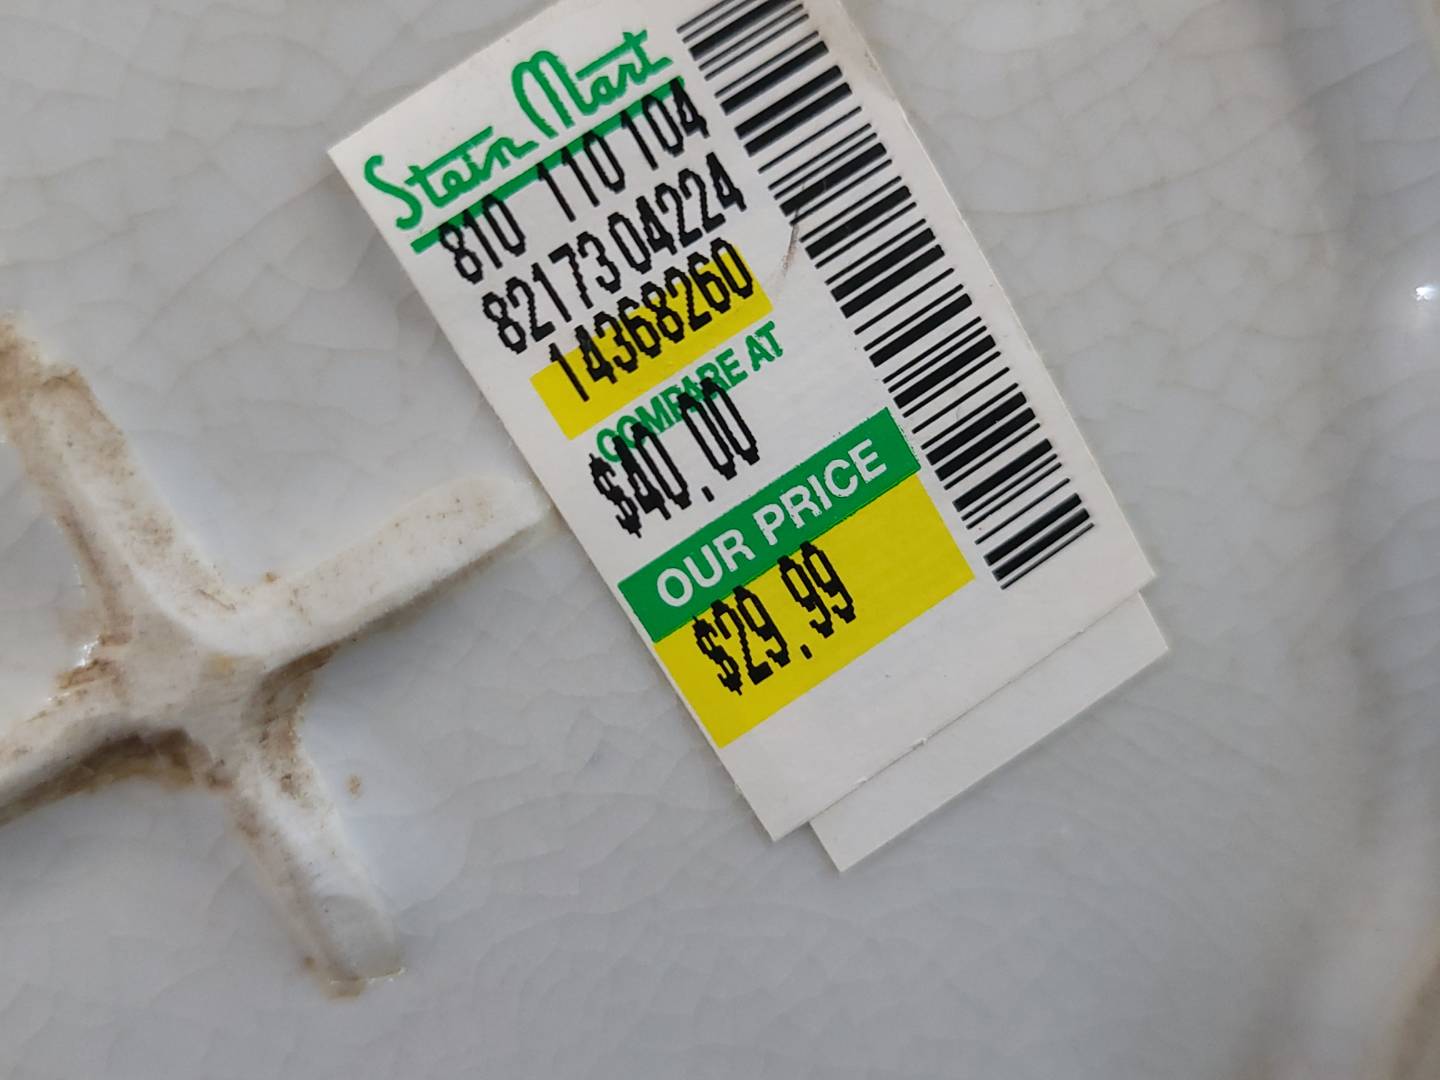 Stein Mart
810 110 104
82173 04224
14368260
COMPARE AT
$40.00
OUR PRICE
$29.99